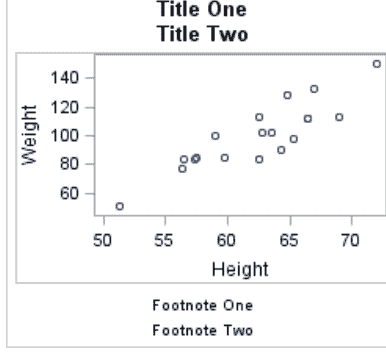 Title One
Title Two
140
120
100
80
60
Weight
50 55 60 65 70
Height
Footnote One
Footnote Two